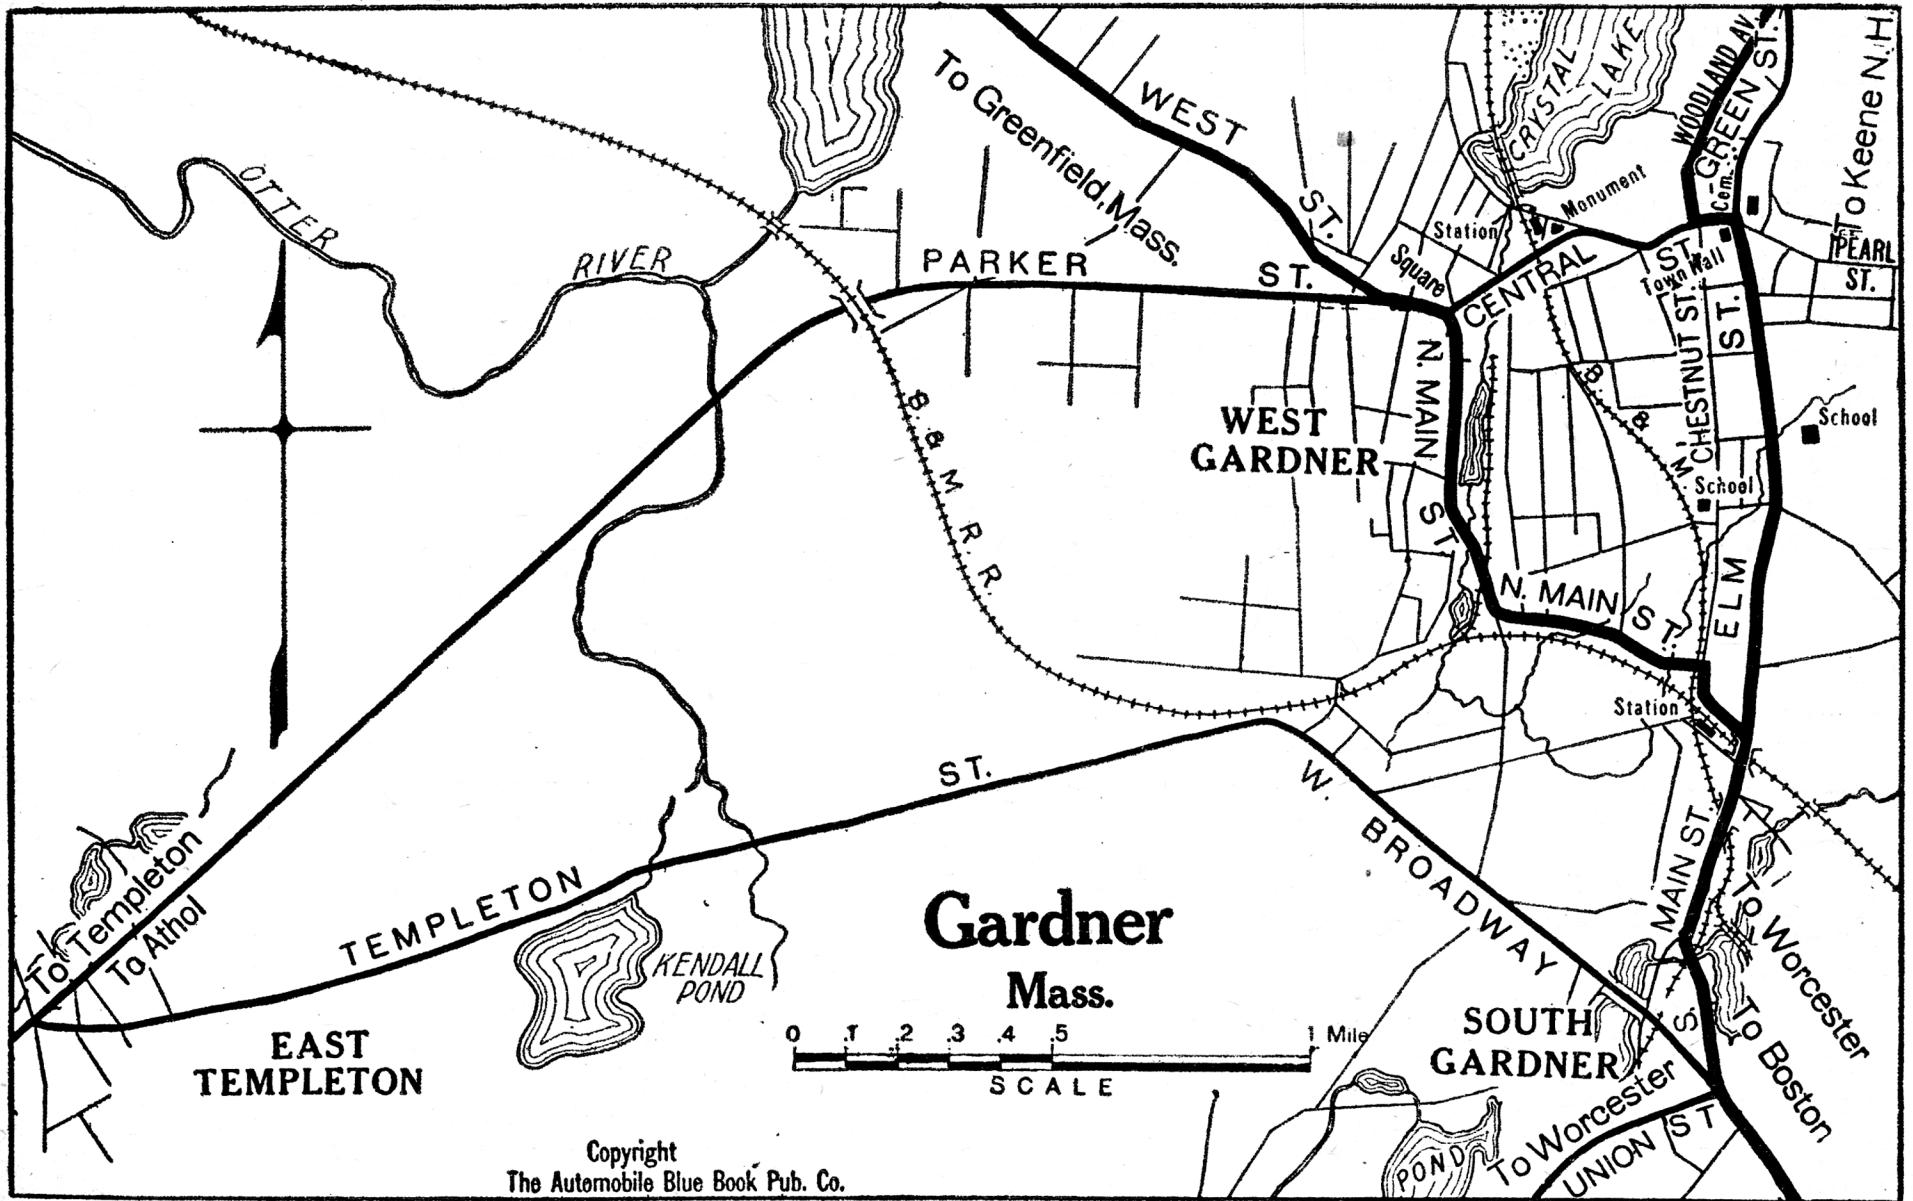 WOODLAND AV.
GREEN ST.
To Keene N.H.
CRYSTAL LAKE
To Greenfield, Mass.
WEST ST.
Cem.
Monument
Station
OTTER RIVER
PARKER ST.
Square
CENTRAL ST.
Town Wall
PEARL
ST.
N. MAIN ST.
CHESTNUT ST.
B. & M.
B. & M. R. R.
WEST
GARDNER
School
School
ELM ST.
N. MAIN ST.
Station
W. BROADWAY
MAIN ST.
TEMPLETON ST.
To Templeton
To Athol
KENDALL
POND
Gardner
Mass.
0 .1 .2 .3 .4 .5 1 Mile
SCALE
EAST
TEMPLETON
SOUTH
GARDNER
S.
To Worcester
To Boston
To Worcester
UNION ST
POND
Copyright
The Automobile Blue Book Pub. Co.